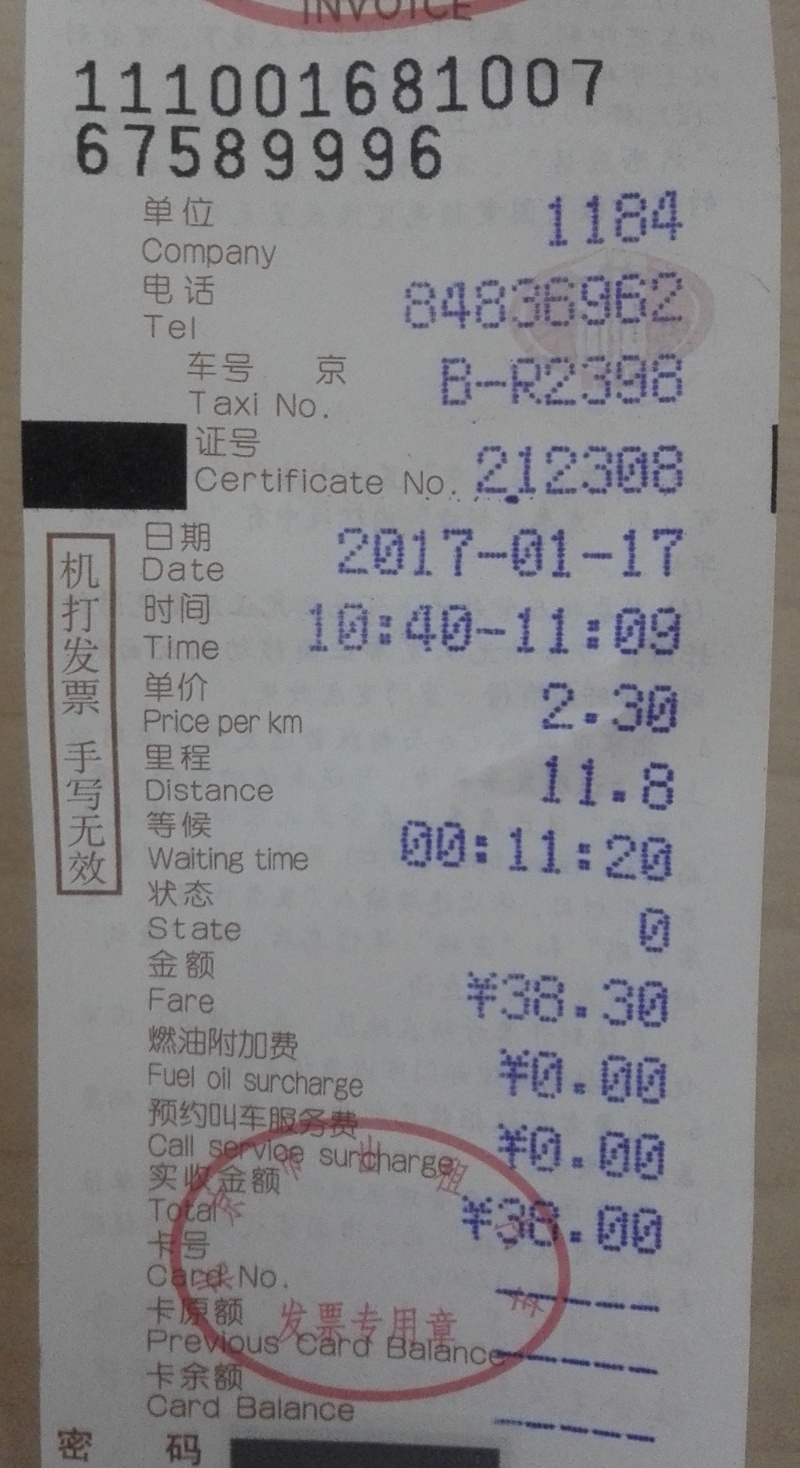 INVOICE
111001681007
67589996
单位 1184
Company
电话 84836962
Tel
车号 京 B-R2398
Taxi No.
证号
Certificate No. 212308
日期 2017-01-17
Date
时间 10:40-11:09
Time
单价 2.30
Price per km
里程 11.8
Distance
等候 00:11:20
Waiting time
状态 0
State
金额 ¥38.30
Fare
燃油附加费 ¥0.00
Fuel oil surcharge
预约叫车服务费 ¥0.00
Call service surcharge
实收金额 ¥38.00
Total
卡号
Card No. -----
卡原额
Previous Card Balance -----
卡余额
Card Balance -----
密 码
机打发票 手写无效
发票专用章